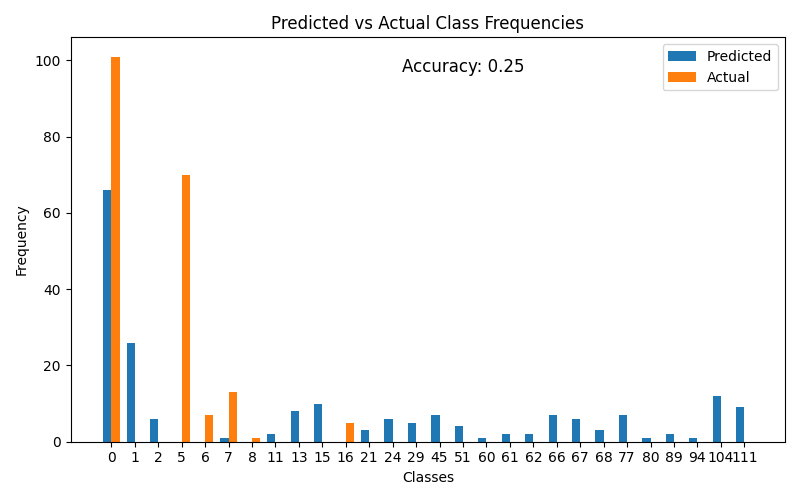 Predicted vs Actual Class Frequencies
Accuracy: 0.25
Predicted
Actual
Frequency
100
80
60
40
20
0
0 1 2 5 6 7 8 11 13 15 16 21 24 29 45 51 60 61 62 66 67 68 77 80 89 94 104 111
Classes